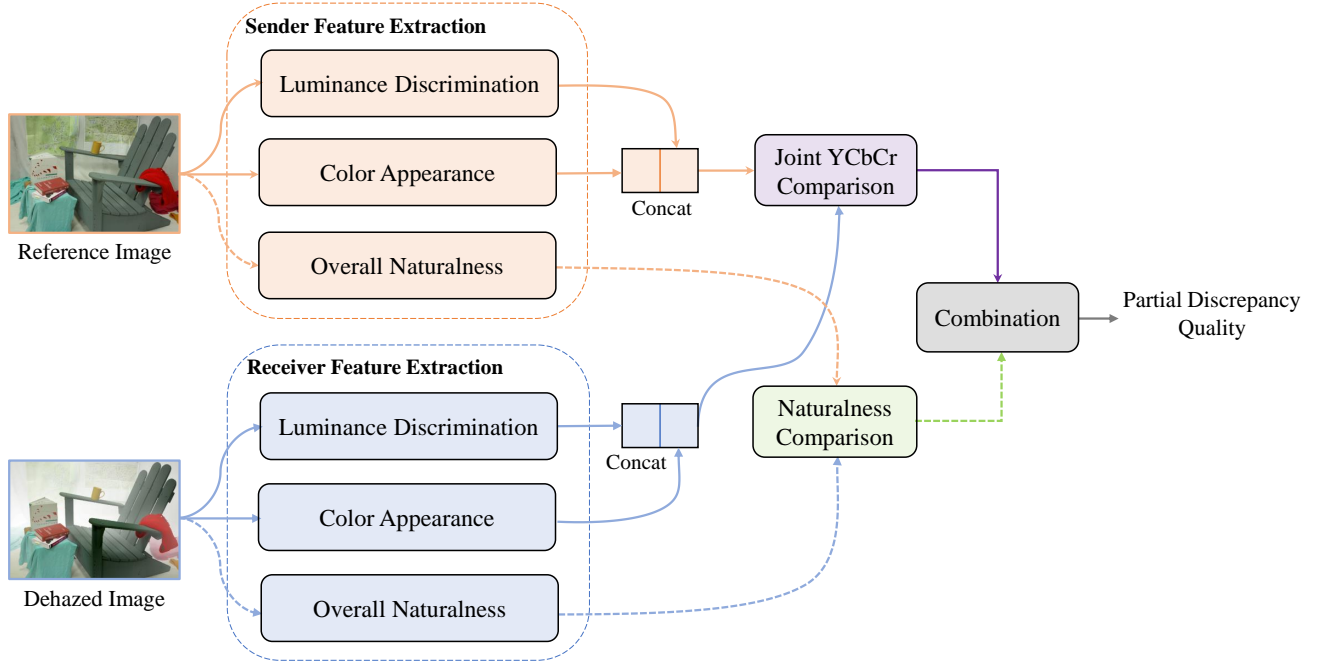 Sender Feature Extraction
Luminance Discrimination
Color Appearance
Overall Naturalness
Reference Image
Concat
Joint YCbCr
Comparison
Combination
Partial Discrepancy
Quality
Receiver Feature Extraction
Luminance Discrimination
Color Appearance
Overall Naturalness
Dehazed Image
Concat
Naturalness
Comparison